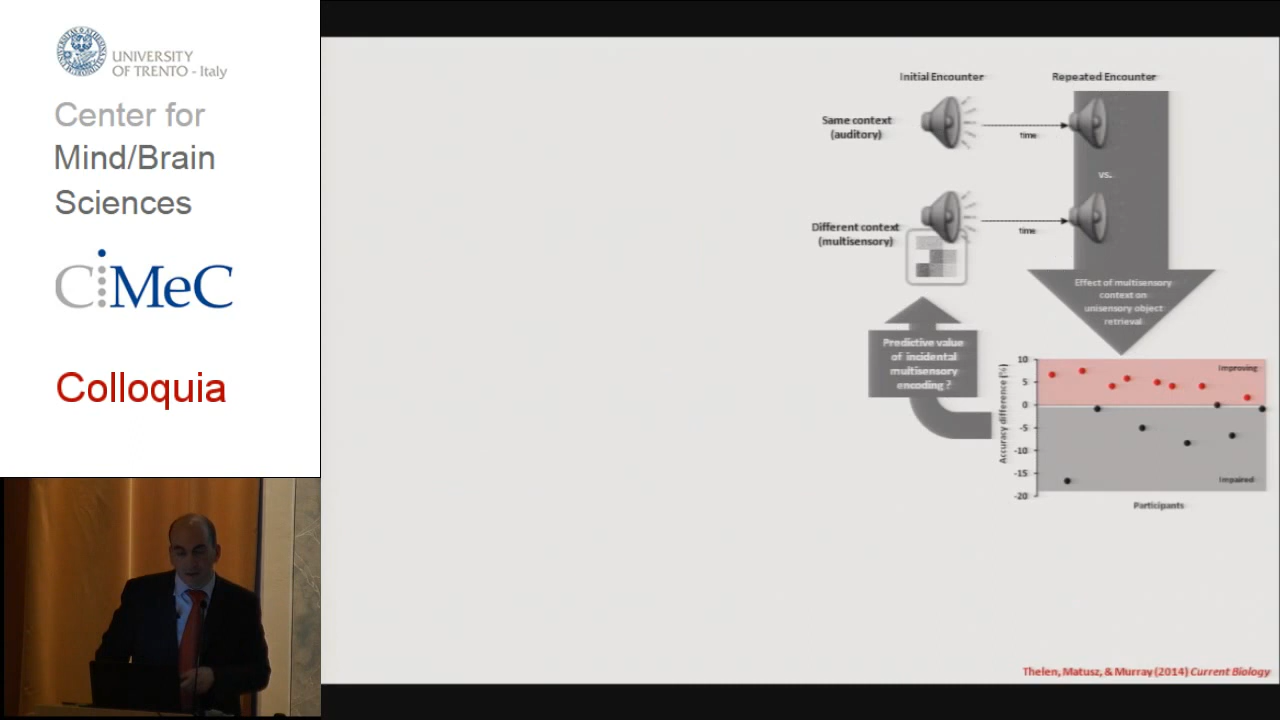 UNIVERSITY
OF TRENTO - Italy
Center for
Mind/Brain
Sciences
CiMeC
Colloquia
Initial Encounter
Repeated Encounter
Same context
(auditory)
time
vs.
Different context
(multisensory)
time
Effect of multisensory
context on
unisensory object
retrieval
Predictive value
of incidental
multisensory
encoding ?
Accuracy difference (%)
10
5
0
-5
-10
-15
-20
Improving
Impaired
Participants
Thelen, Matusz, & Murray (2014) Current Biology